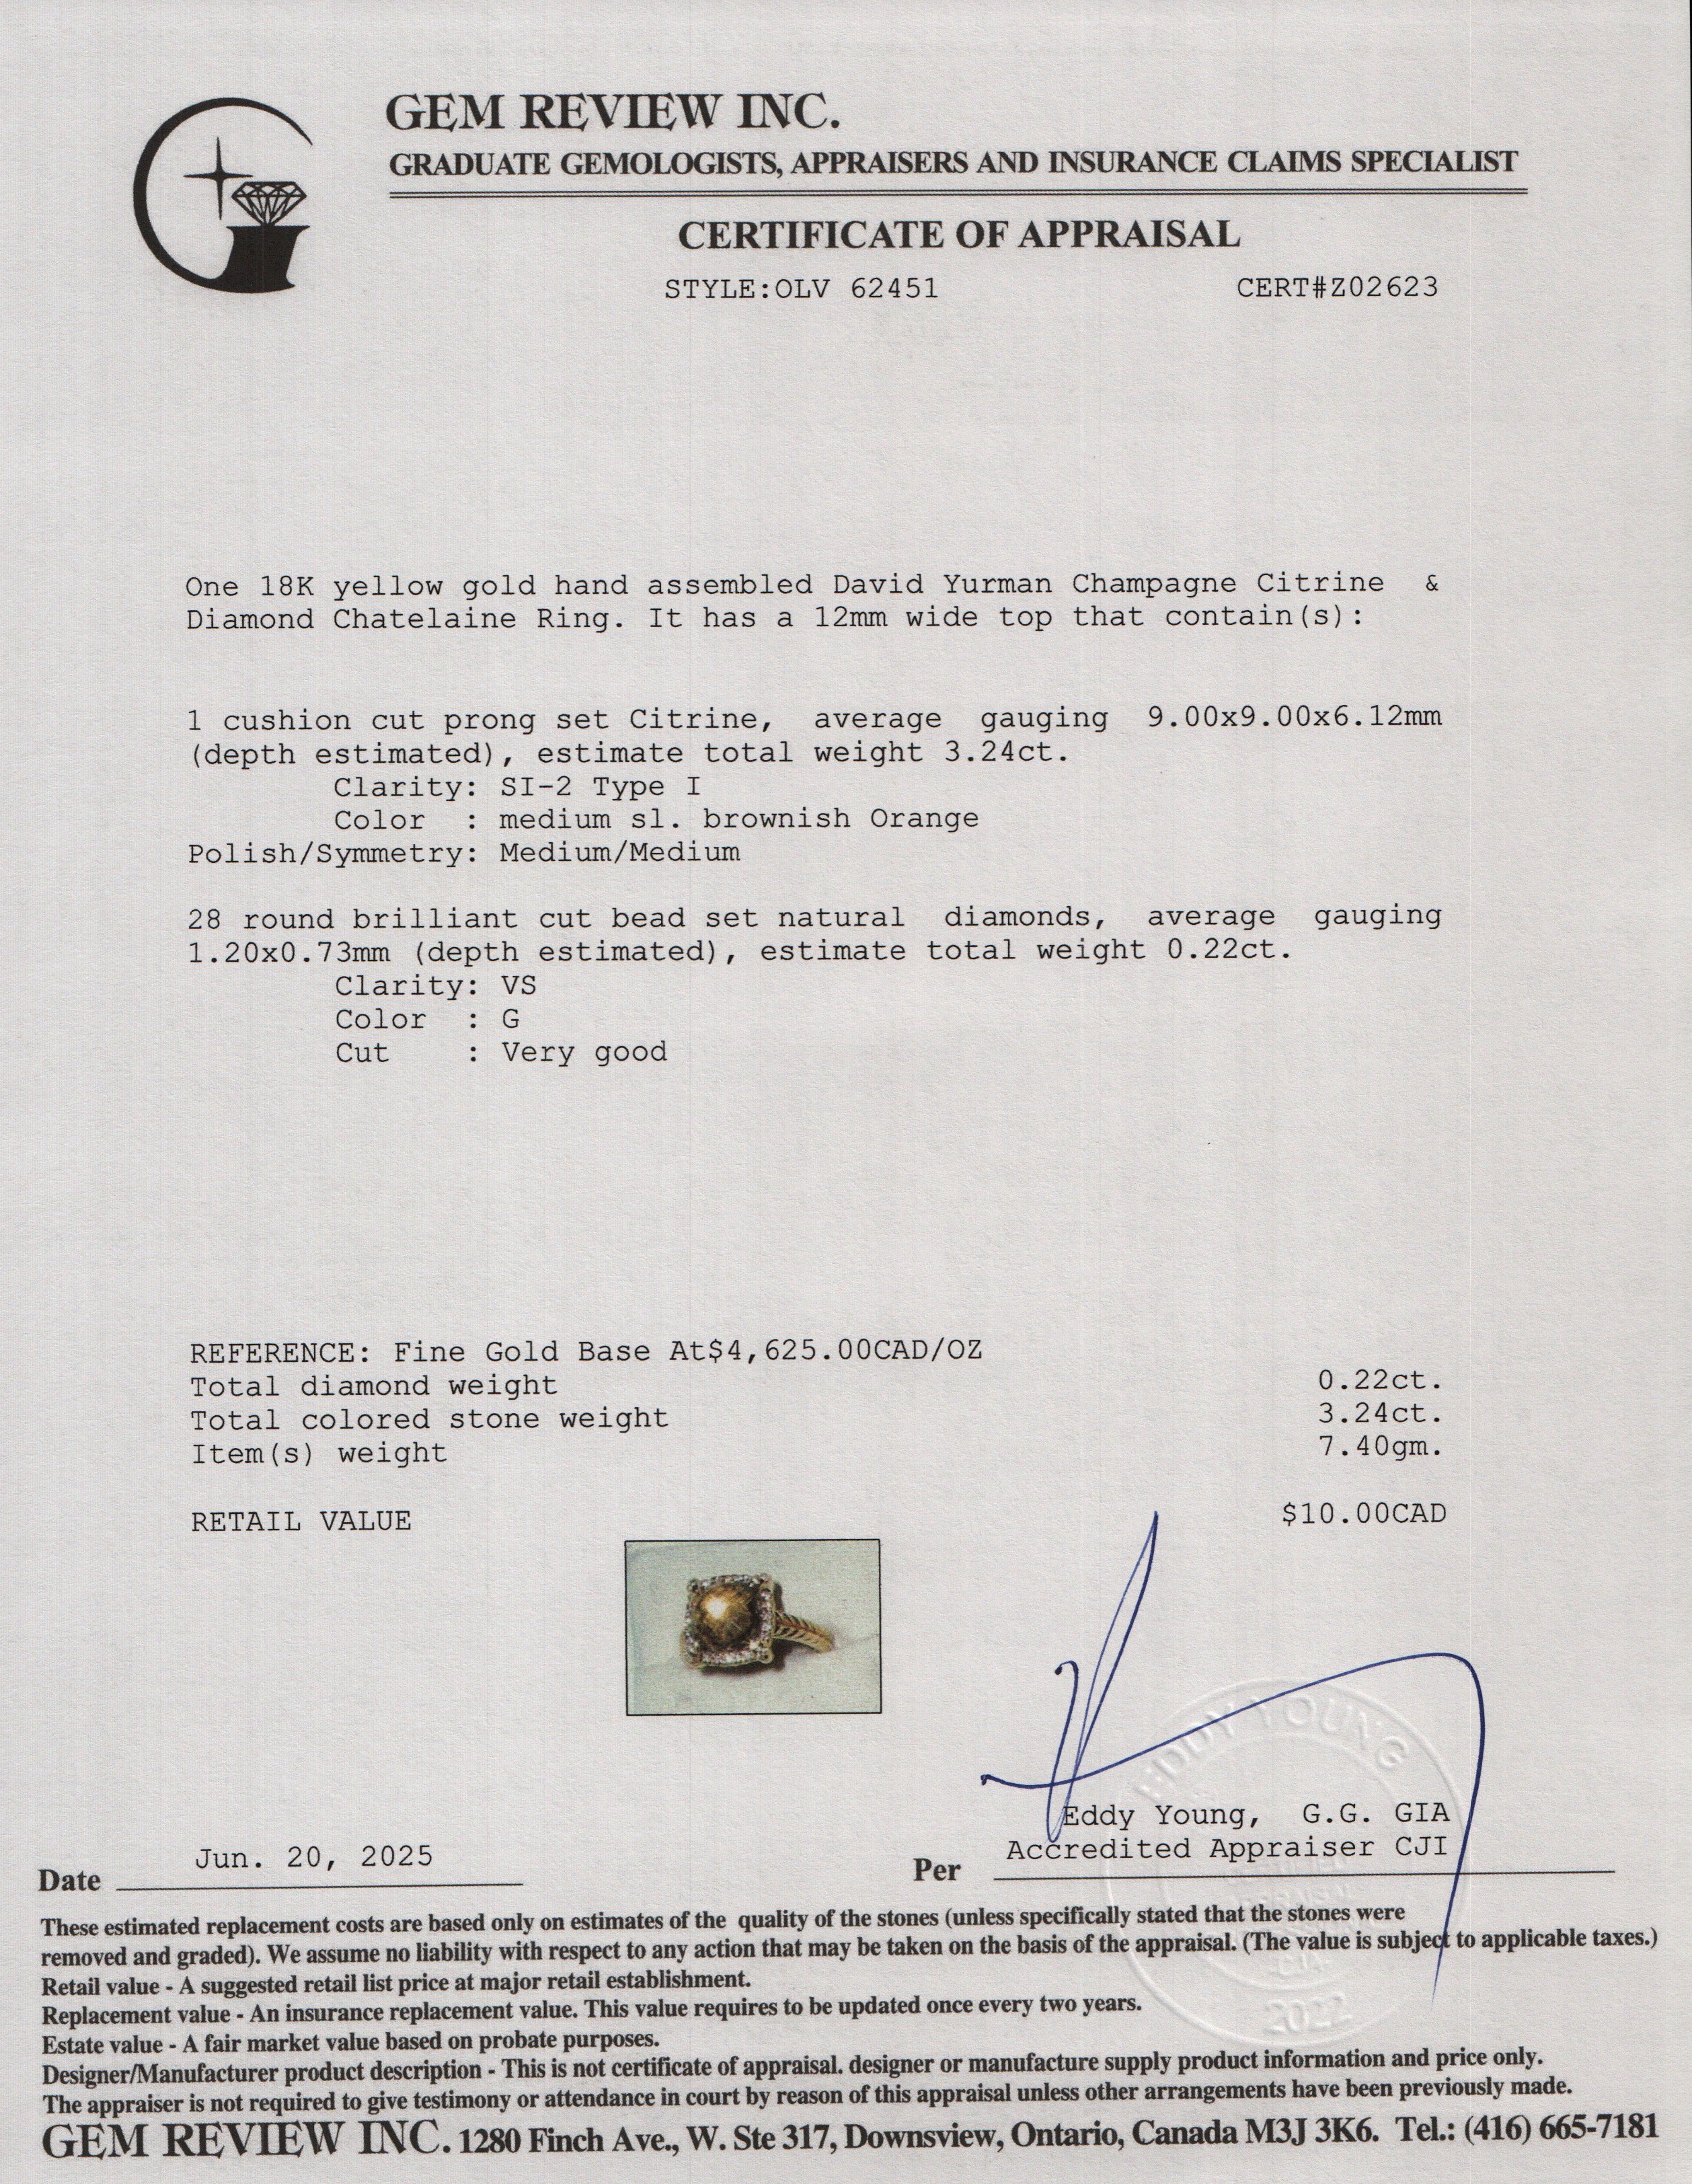 GEM REVIEW INC.
GRADUATE GEMOLOGISTS, APPRAISERS AND INSURANCE CLAIMS SPECIALIST
CERTIFICATE OF APPRAISAL
STYLE:OLV 62451 CERT#Z02623
One 18K yellow gold hand assembled David Yurman Champagne Citrine &
Diamond Chatelaine Ring. It has a 12mm wide top that contain(s):
1 cushion cut prong set Citrine, average gauging 9.00x9.00x6.12mm
(depth estimated), estimate total weight 3.24ct.
Clarity: SI-2 Type I
Color : medium sl. brownish Orange
Polish/Symmetry: Medium/Medium
28 round brilliant cut bead set natural diamonds, average gauging
1.20x0.73mm (depth estimated), estimate total weight 0.22ct.
Clarity: VS
Color : G
Cut : Very good
REFERENCE: Fine Gold Base At$4,625.00CAD/OZ
Total diamond weight 0.22ct.
Total colored stone weight 3.24ct.
Item(s) weight 7.40gm.
RETAIL VALUE $10.00CAD
EDDY YOUNG
Eddy Young, G.G. GIA
Accredited Appraiser CJI
Date Jun. 20, 2025 Per
2022
These estimated replacement costs are based only on estimates of the quality of the stones (unless specifically stated that the stones were
removed and graded). We assume no liability with respect to any action that may be taken on the basis of the appraisal. (The value is subject to applicable taxes.)
Retail value - A suggested retail list price at major retail establishment.
Replacement value - An insurance replacement value. This value requires to be updated once every two years.
Estate value - A fair market value based on probate purposes.
Designer/Manufacturer product description - This is not certificate of appraisal. designer or manufacture supply product information and price only.
The appraiser is not required to give testimony or attendance in court by reason of this appraisal unless other arrangements have been previously made.
GEM REVIEW INC. 1280 Finch Ave., W. Ste 317, Downsview, Ontario, Canada M3J 3K6. Tel.: (416) 665-7181